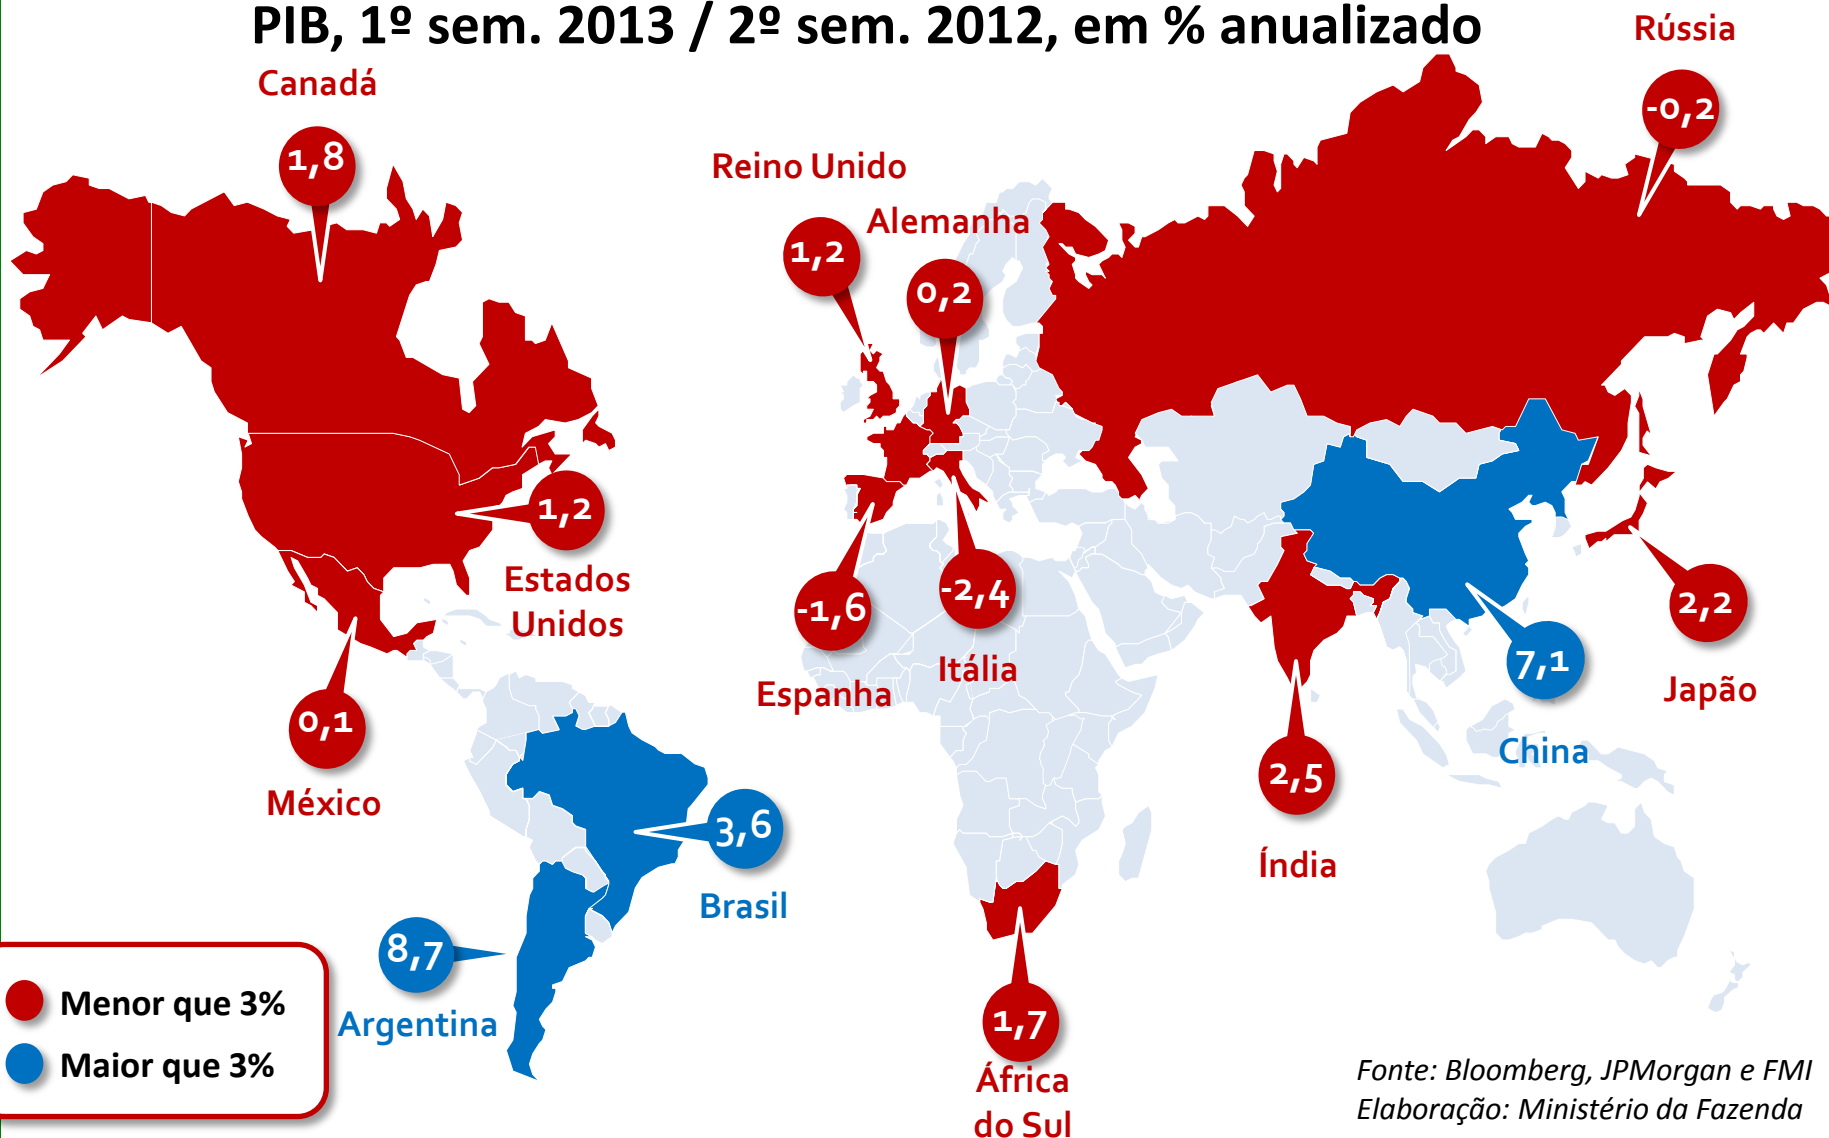 PIB, 1º sem. 2013 / 2º sem. 2012, em % anualizado
Rússia
-0,2
Canadá
1,8
Reino Unido
1,2
Alemanha
0,2
1,2
Estados
Unidos
-1,6
Espanha
-2,4
Itália
2,2
Japão
7,1
China
0,1
México
2,5
Índia
3,6
Brasil
8,7
Argentina
1,7
África
do Sul
Menor que 3%
Maior que 3%
Fonte: Bloomberg, JPMorgan e FMI
Elaboração: Ministério da Fazenda